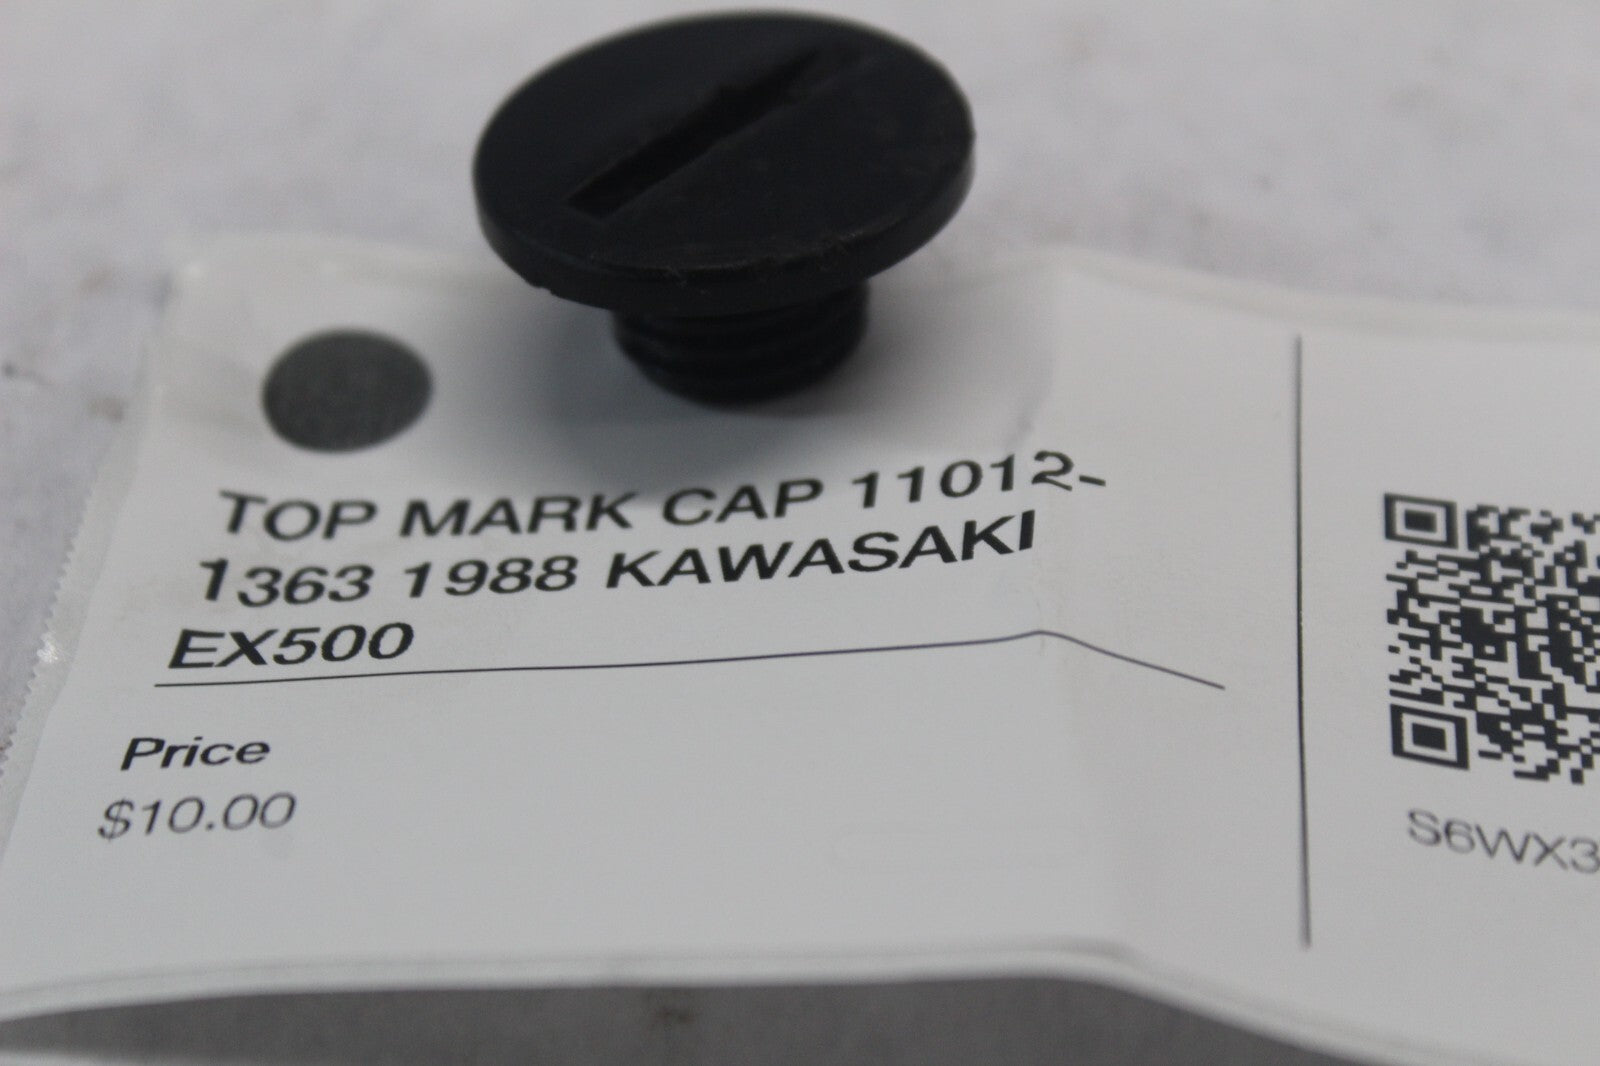 TOP MARK CAP 11012-
1363 1988 KAWASAKI
EX500
Price
$10.00
S6WX3